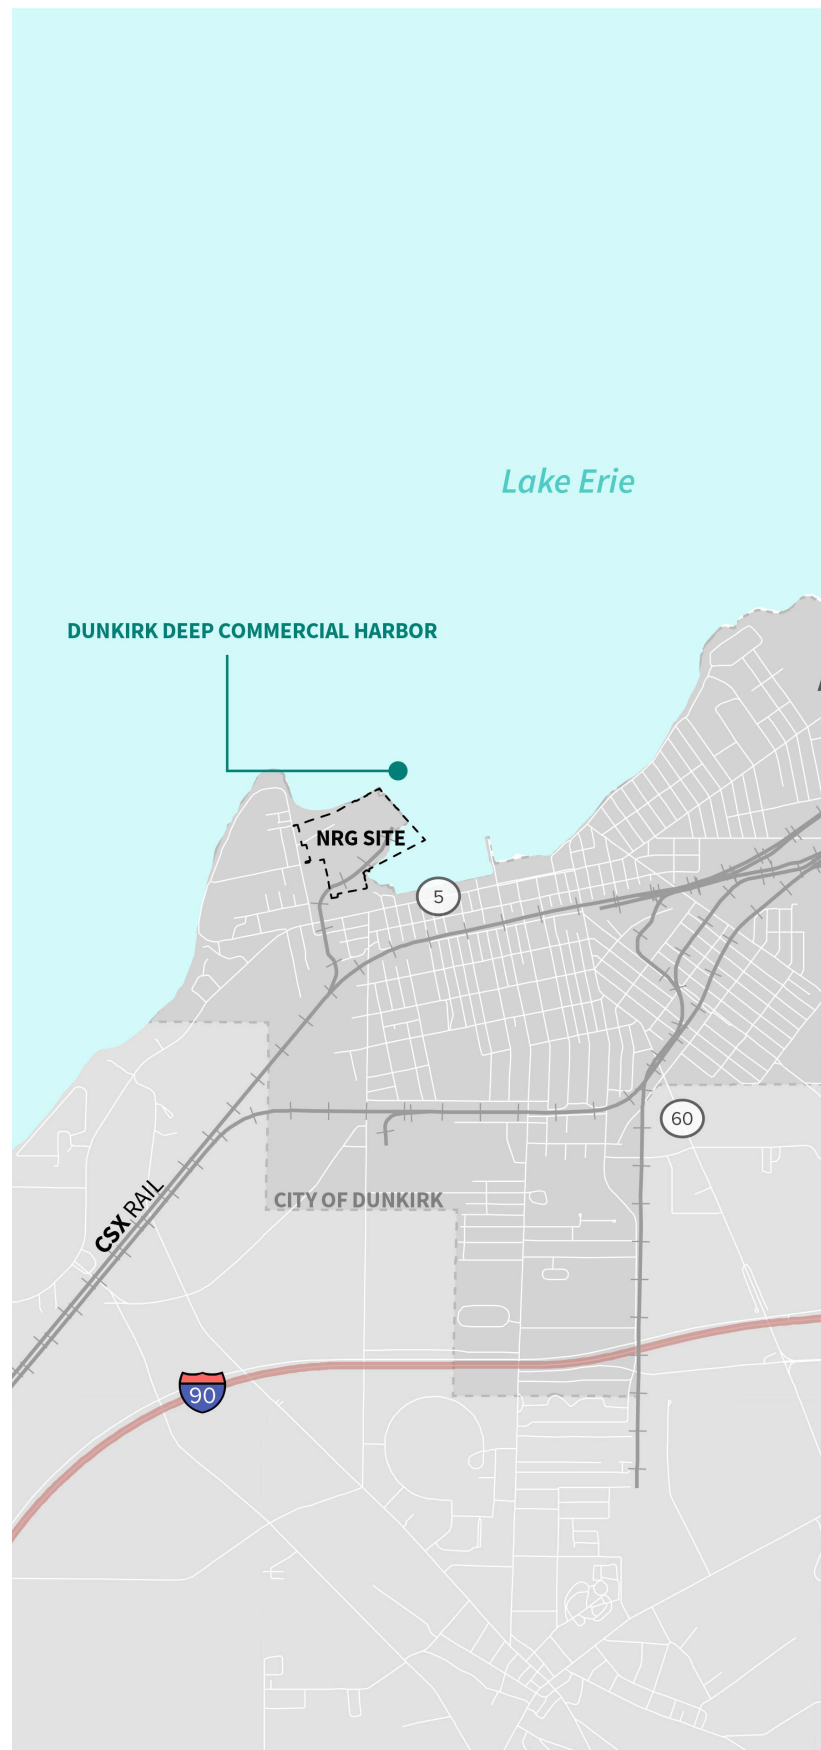 Lake Erie
DUNKIRK DEEP COMMERCIAL HARBOR
NRG SITE
5
60
CSX RAIL
CITY OF DUNKIRK
90